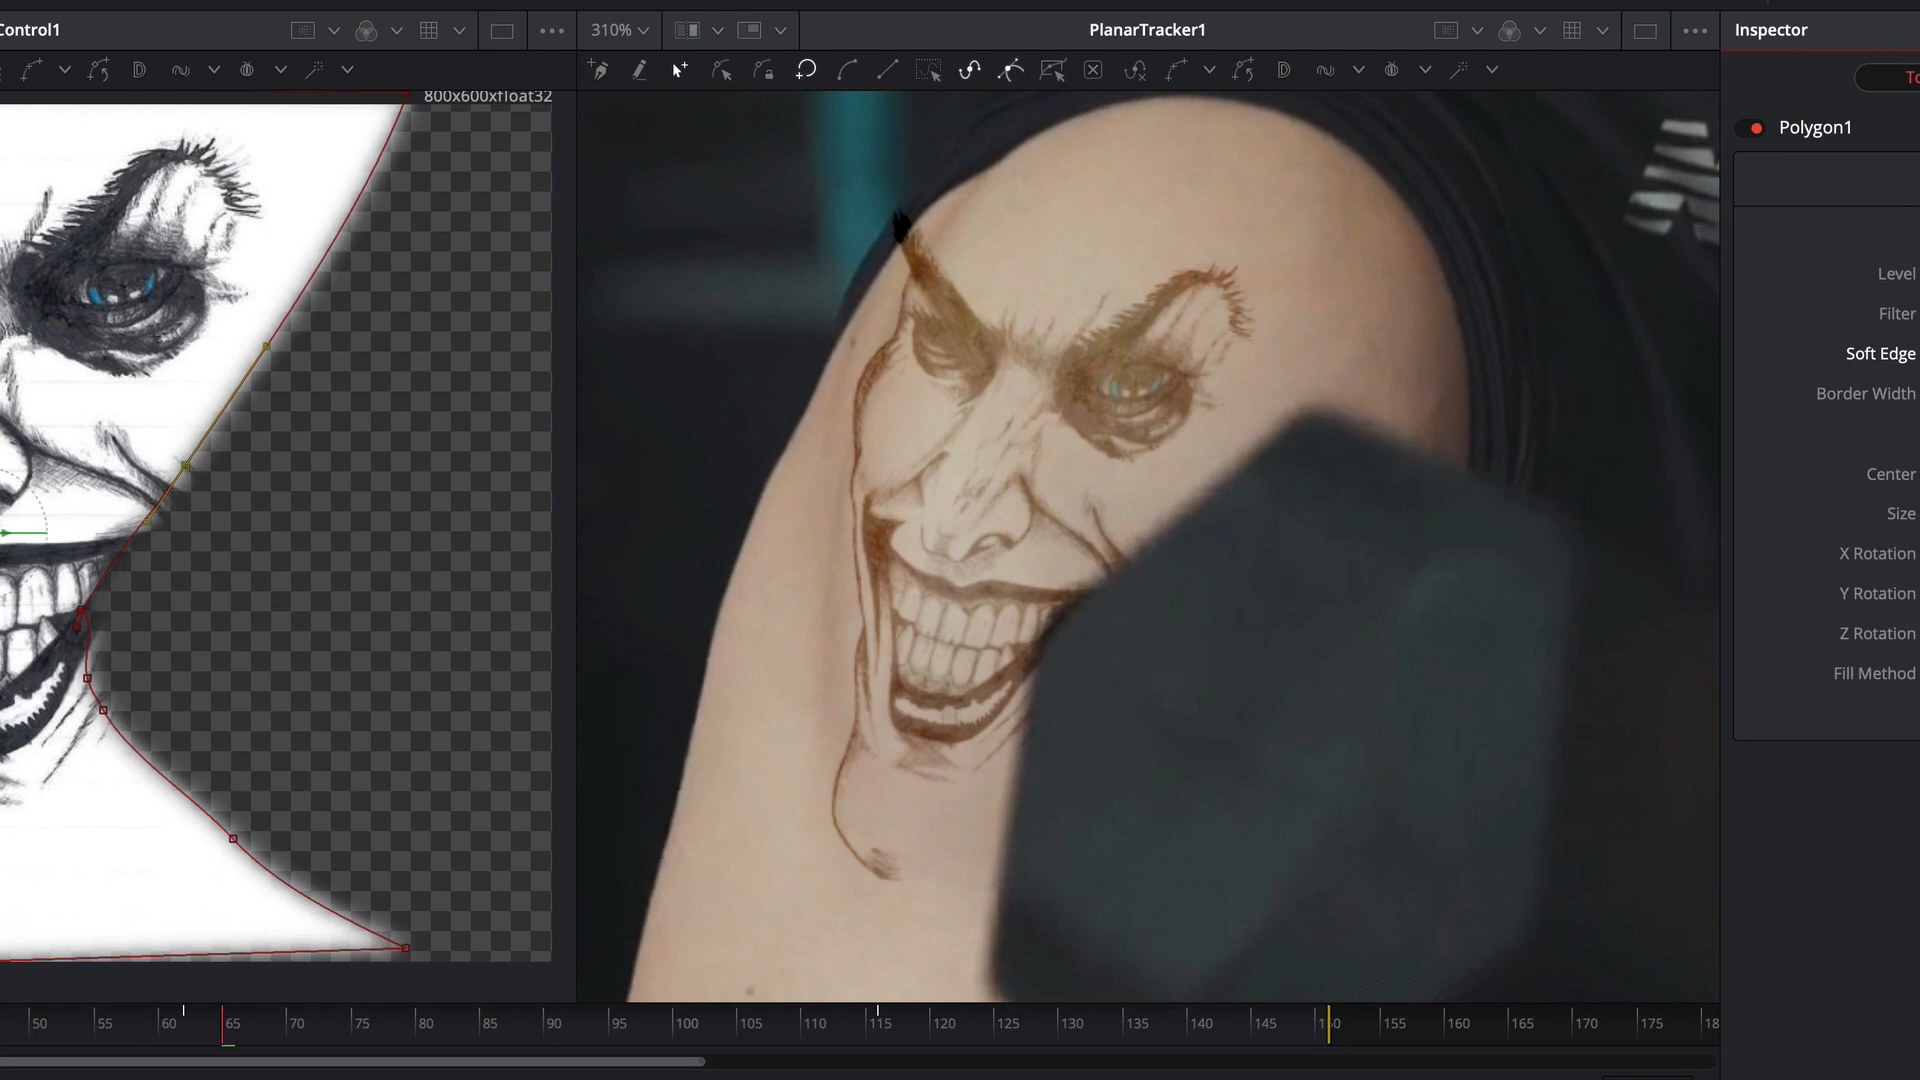 Control1
310%
PlanarTracker1
Inspector
800x600xfloat32
Polygon1
Level
Filter
Soft Edge
Border Width
Center
Size
X Rotation
Y Rotation
Z Rotation
Fill Method
50 55 60 65 70 75 80 85 90 95 100 105 110 115 120 125 130 135 140 145 150 155 160 165 170 175 18